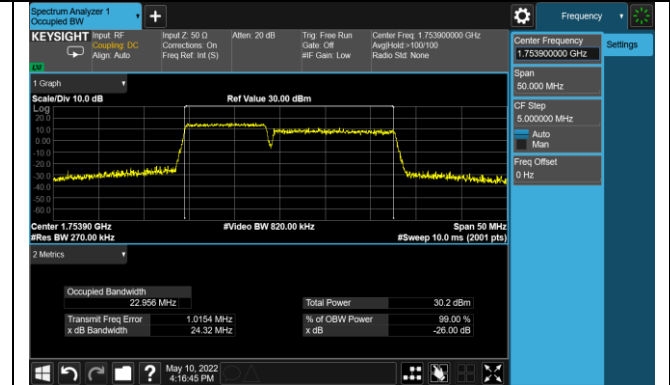 Spectrum Analyzer 1
Occupied BW
Frequency
KEYSIGHT
Input: RF
Coupling: DC
Align: Auto
Input Z: 50 Ω
Corrections: On
Freq Ref: Int (S)
Atten: 20 dB
Trig: Free Run
Gate: Off
#IF Gain: Low
Center Freq: 1.753900000 GHz
Avg|Hold:>100/100
Radio Std: None
Center Frequency
1.753900000 GHz
Settings
Span
50.000 MHz
CF Step
5.000000 MHz
Auto
Man
Freq Offset
0 Hz
1 Graph
Scale/Div 10.0 dB
Ref Value 30.00 dBm
Log
20.0
10.0
0.00
-10.0
-20.0
-30.0
-40.0
-50.0
-60.0
Center 1.75390 GHz
#Video BW 820.00 kHz
Span 50 MHz
#Res BW 270.00 kHz
#Sweep 10.0 ms (2001 pts)
2 Metrics
Occupied Bandwidth
22.956 MHz
Total Power 30.2 dBm
Transmit Freq Error 1.0154 MHz
% of OBW Power 99.00 %
x dB Bandwidth 24.32 MHz
x dB -26.00 dB
May 10, 2022
4:16:45 PM